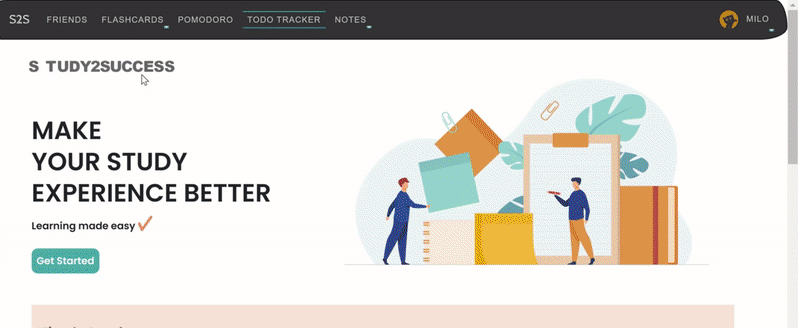 S2S FRIENDS FLASHCARDS POMODORO TODO TRACKER NOTES MILO
S TUDY2SUCCESS
MAKE
YOUR STUDY
EXPERIENCE BETTER
Learning made easy
Get Started